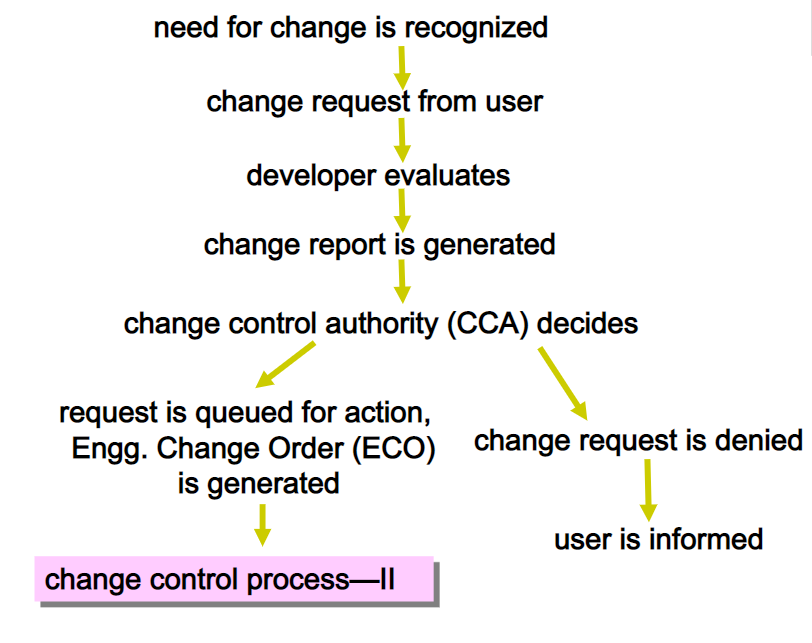 need for change is recognized
change request from user
developer evaluates
change report is generated
change control authority (CCA) decides
request is queued for action,
Engg. Change Order (ECO)
is generated
change request is denied
user is informed
change control process—II